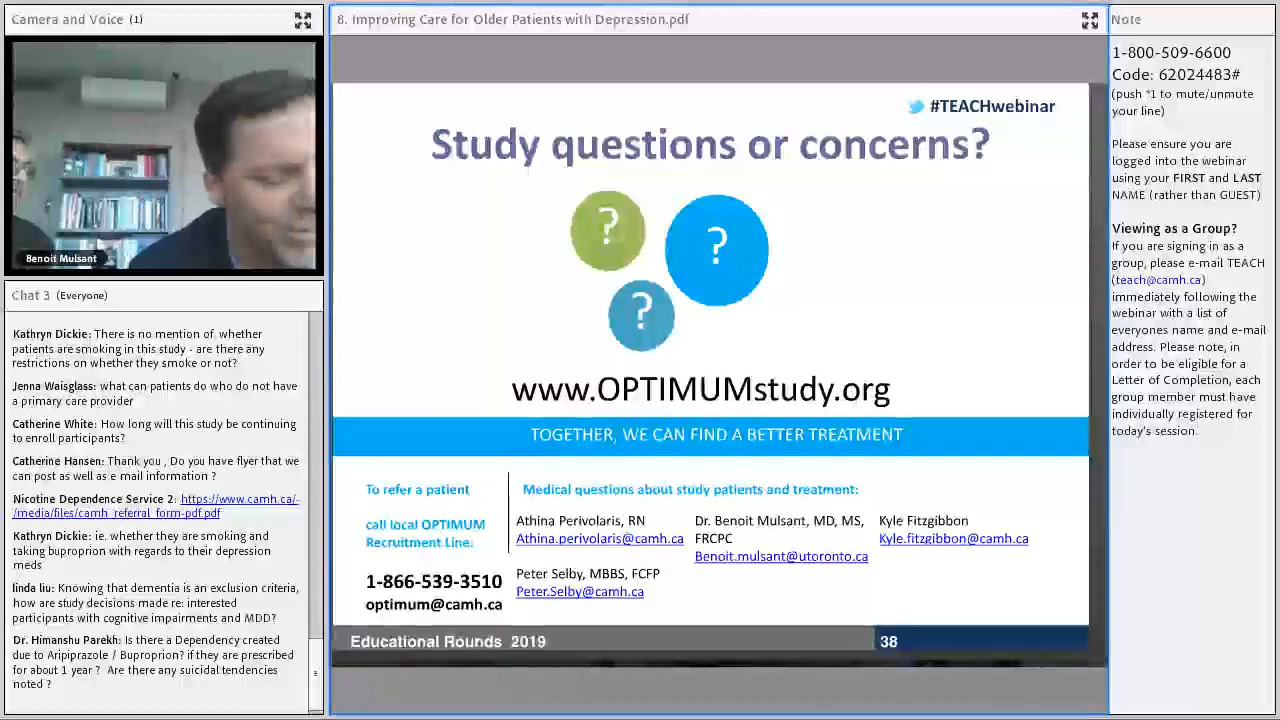 Camera and Voice (1)
Benoit Mulsant
Chat 3 (Everyone)
Kathryn Dickie: There is no mention of whether
patients are smoking in this study - are there any
restrictions on whether they smoke or not?
Jenna Waisglass: what can patients do who do not have
a primary care provider
Catherine White: How long will this study be continuing
to enroll participants?
Catherine Hansen: Thank you , Do you have flyer that we
can post as well as e mail information ?
Nicotine Dependence Service 2: https://www.camh.ca/-
/media/files/camh_referral_form-pdf.pdf
Kathryn Dickie: ie. whether they are smoking and
taking buproprion with regards to their depression
meds
linda liu: Knowing that dementia is an exclusion criteria,
how are study decisions made re: interested
participants with cognitive impairments and MDD?
Dr. Himanshu Parekh: Is there a Dependency created
due to Aripiprazole / Buproprion? if they are prescribed
for about 1 year ? Are there any suicidal tendencies
noted ?
8. Improving Care for Older Patients with Depression.pdf
#TEACHwebinar
Study questions or concerns?
?
?
?
www.OPTIMUMstudy.org
TOGETHER, WE CAN FIND A BETTER TREATMENT
To refer a patient
call local OPTIMUM
Recruitment Line:
1-866-539-3510
optimum@camh.ca
Medical questions about study patients and treatment:
Athina Perivolaris, RN
Athina.perivolaris@camh.ca
Peter Selby, MBBS, FCFP
Peter.Selby@camh.ca
Dr. Benoit Mulsant, MD, MS,
FRCPC
Benoit.mulsant@utoronto.ca
Kyle Fitzgibbon
Kyle.fitzgibbon@camh.ca
Educational Rounds 2019
38
Note
1-800-509-6600
Code: 62024483#
(push *1 to mute/unmute
your line)
Please ensure you are
logged into the webinar
using your FIRST and LAST
NAME (rather than GUEST)
Viewing as a Group?
If you are signing in as a
group, please e-mail TEACH
(teach@camh.ca)
immediately following the
webinar with a list of
everyones name and e-mail
address. Please note, in
order to be eligible for a
Letter of Completion, each
group member must have
individually registered for
today's session.